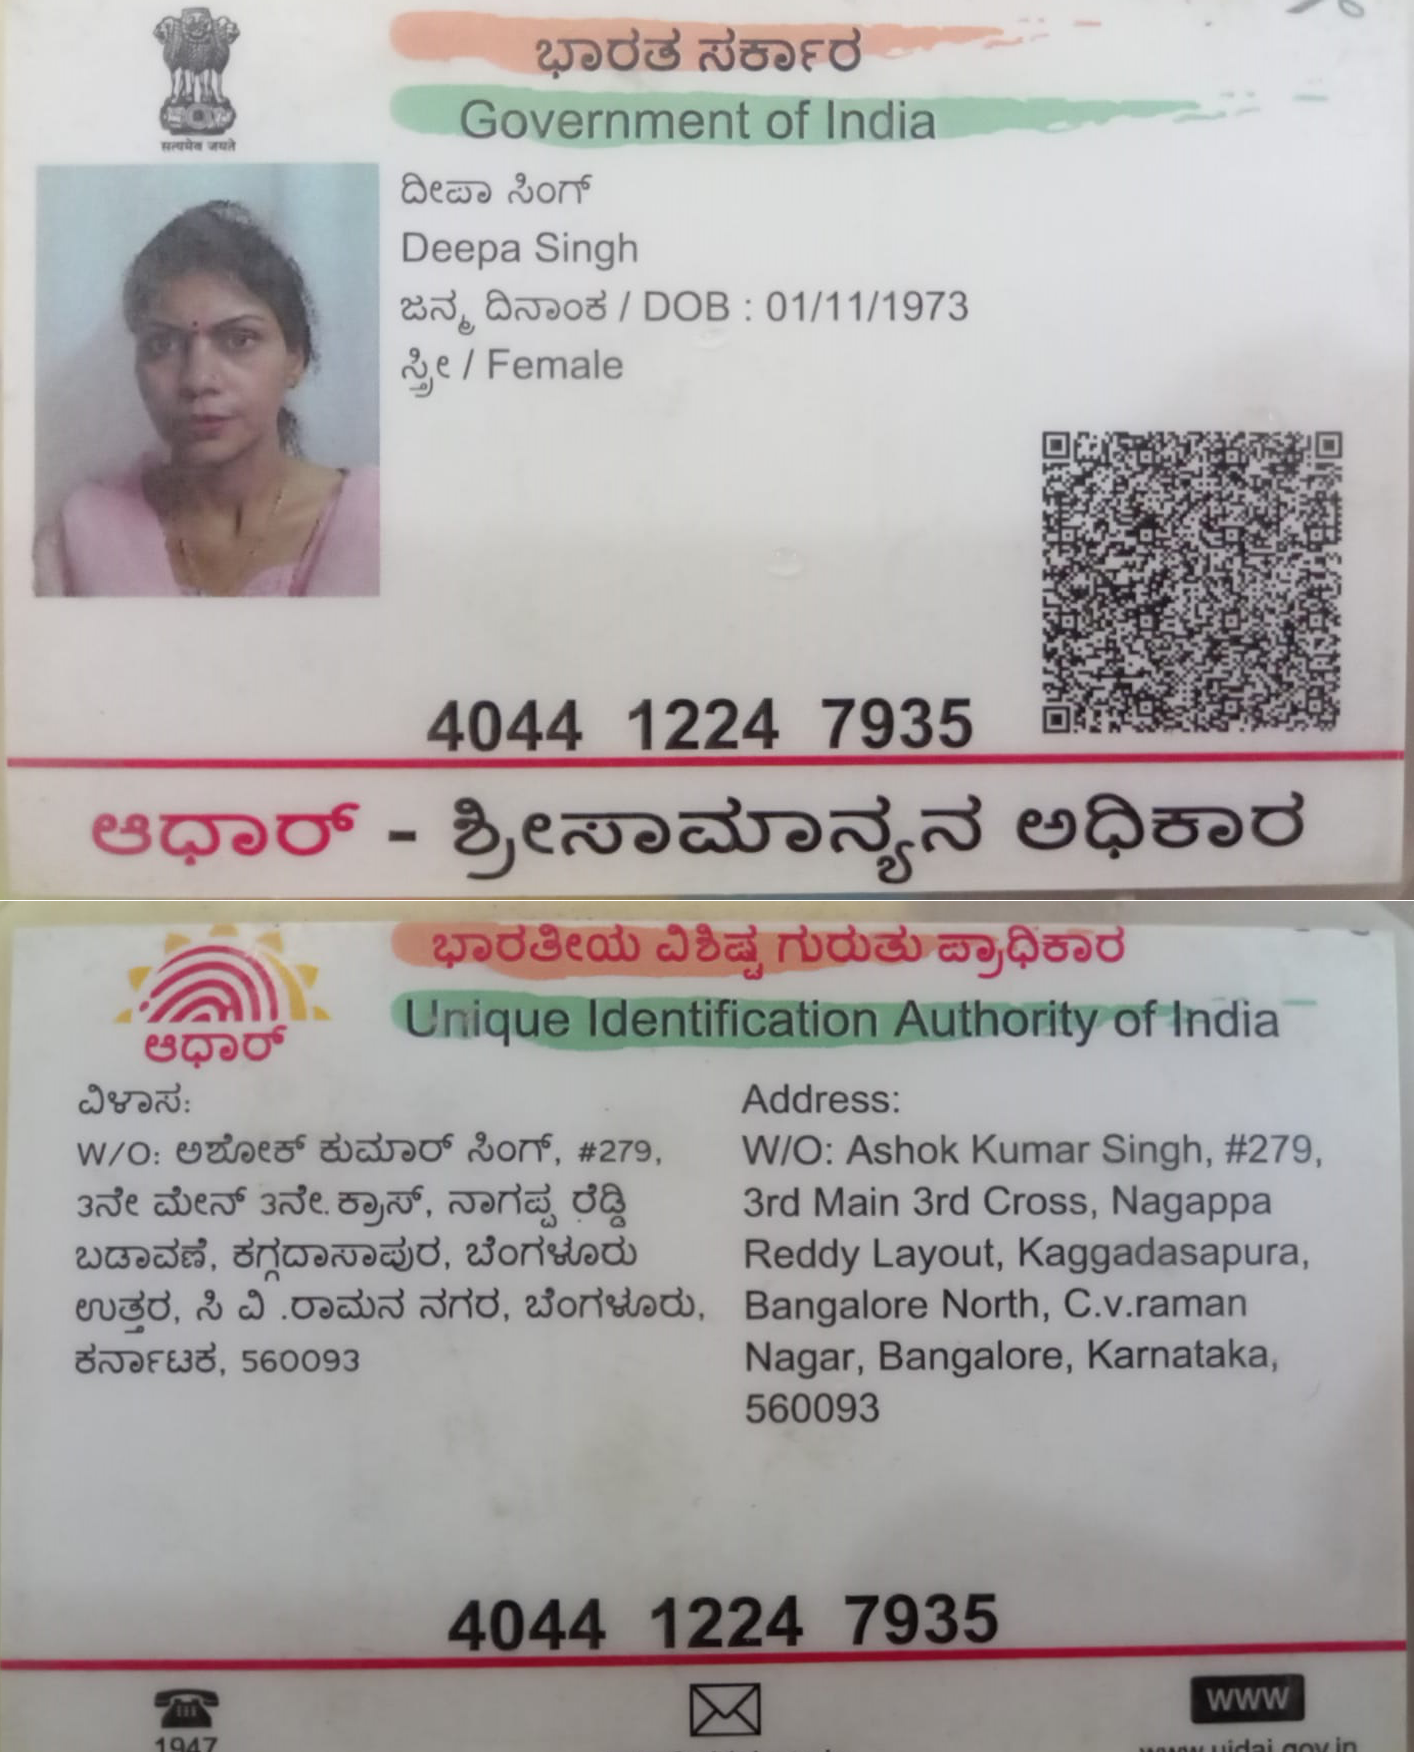 सत्यमेव जयते
ಭಾರತ ಸರ್ಕಾರ
Government of India
ದೀಪಾ ಸಿಂಗ್
Deepa Singh
ಜನ್ಮ ದಿನಾಂಕ / DOB : 01/11/1973
ಸ್ತ್ರೀ / Female
4044 1224 7935
ಆಧಾರ್ - ಶ್ರೀಸಾಮಾನ್ಯನ ಅಧಿಕಾರ
ಭಾರತೀಯ ವಿಶಿಷ್ಟ ಗುರುತು ಪ್ರಾಧಿಕಾರ
Unique Identification Authority of India
ಆಧಾರ್
ವಿಳಾಸ:
W/O: ಅಶೋಕ್ ಕುಮಾರ್ ಸಿಂಗ್, #279,
3ನೇ ಮೇನ್ 3ನೇ ಕ್ರಾಸ್, ನಾಗಪ್ಪ ರೆಡ್ಡಿ
ಬಡಾವಣೆ, ಕಗ್ಗದಾಸಾಪುರ, ಬೆಂಗಳೂರು
ಉತ್ತರ, ಸಿ ವಿ .ರಾಮನ ನಗರ, ಬೆಂಗಳೂರು,
ಕರ್ನಾಟಕ, 560093
Address:
W/O: Ashok Kumar Singh, #279,
3rd Main 3rd Cross, Nagappa
Reddy Layout, Kaggadasapura,
Bangalore North, C.v.raman
Nagar, Bangalore, Karnataka,
560093
4044 1224 7935
1947
WWW
www.uidai.gov.in